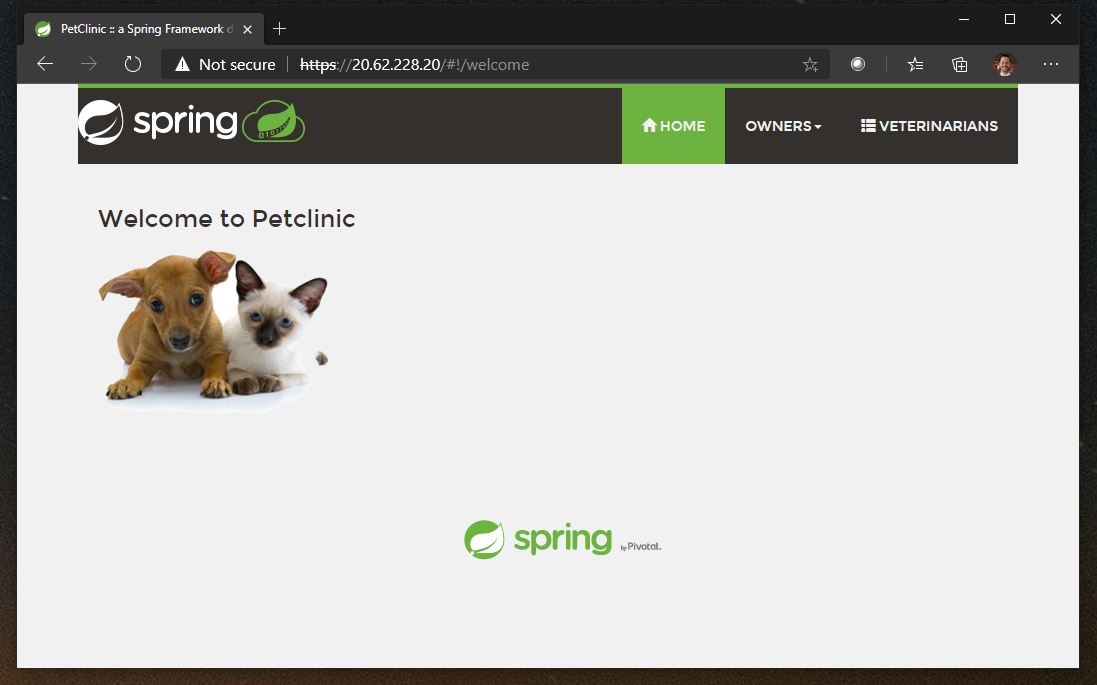 PetClinic :: a Spring Framework d
Not secure
https://20.62.228.20/#!/welcome
spring
HOME
OWNERS
VETERINARIANS
Welcome to Petclinic
spring by Pivotal.